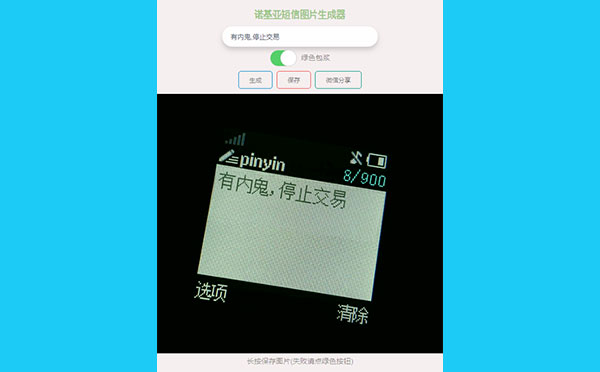 诺基亚短信图片生成器
有内鬼,停止交易
绿色包浆
生成 保存 微信分享
pinyin
8/900
有内鬼,停止交易
选项
清除
长按保存图片(失败请点绿色按钮)